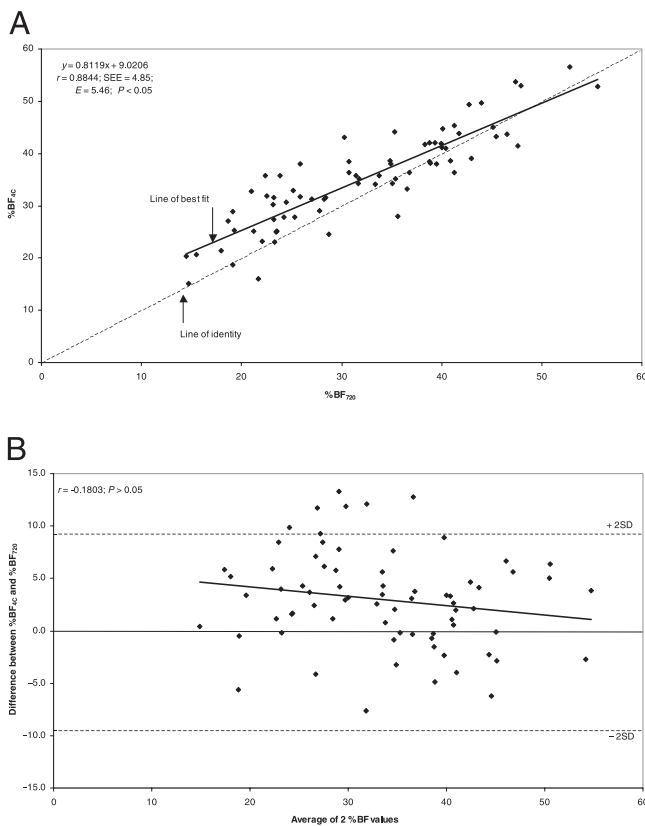 A
60
50
40
30
20
10
0
%BF4C
y = 0.8119x + 9.0206
r = 0.8844; SEE = 4.85;
E = 5.46; P < 0.05
Line of best fit
Line of identity
0 10 20 30 40 50 60
%BF720
B
15.0
10.0
5.0
0.0
−5.0
−10.0
−15.0
Difference between %BF4C and %BF720
r = -0.1803; P > 0.05
+2SD
−2SD
0 10 20 30 40 50 60
Average of 2 %BF values